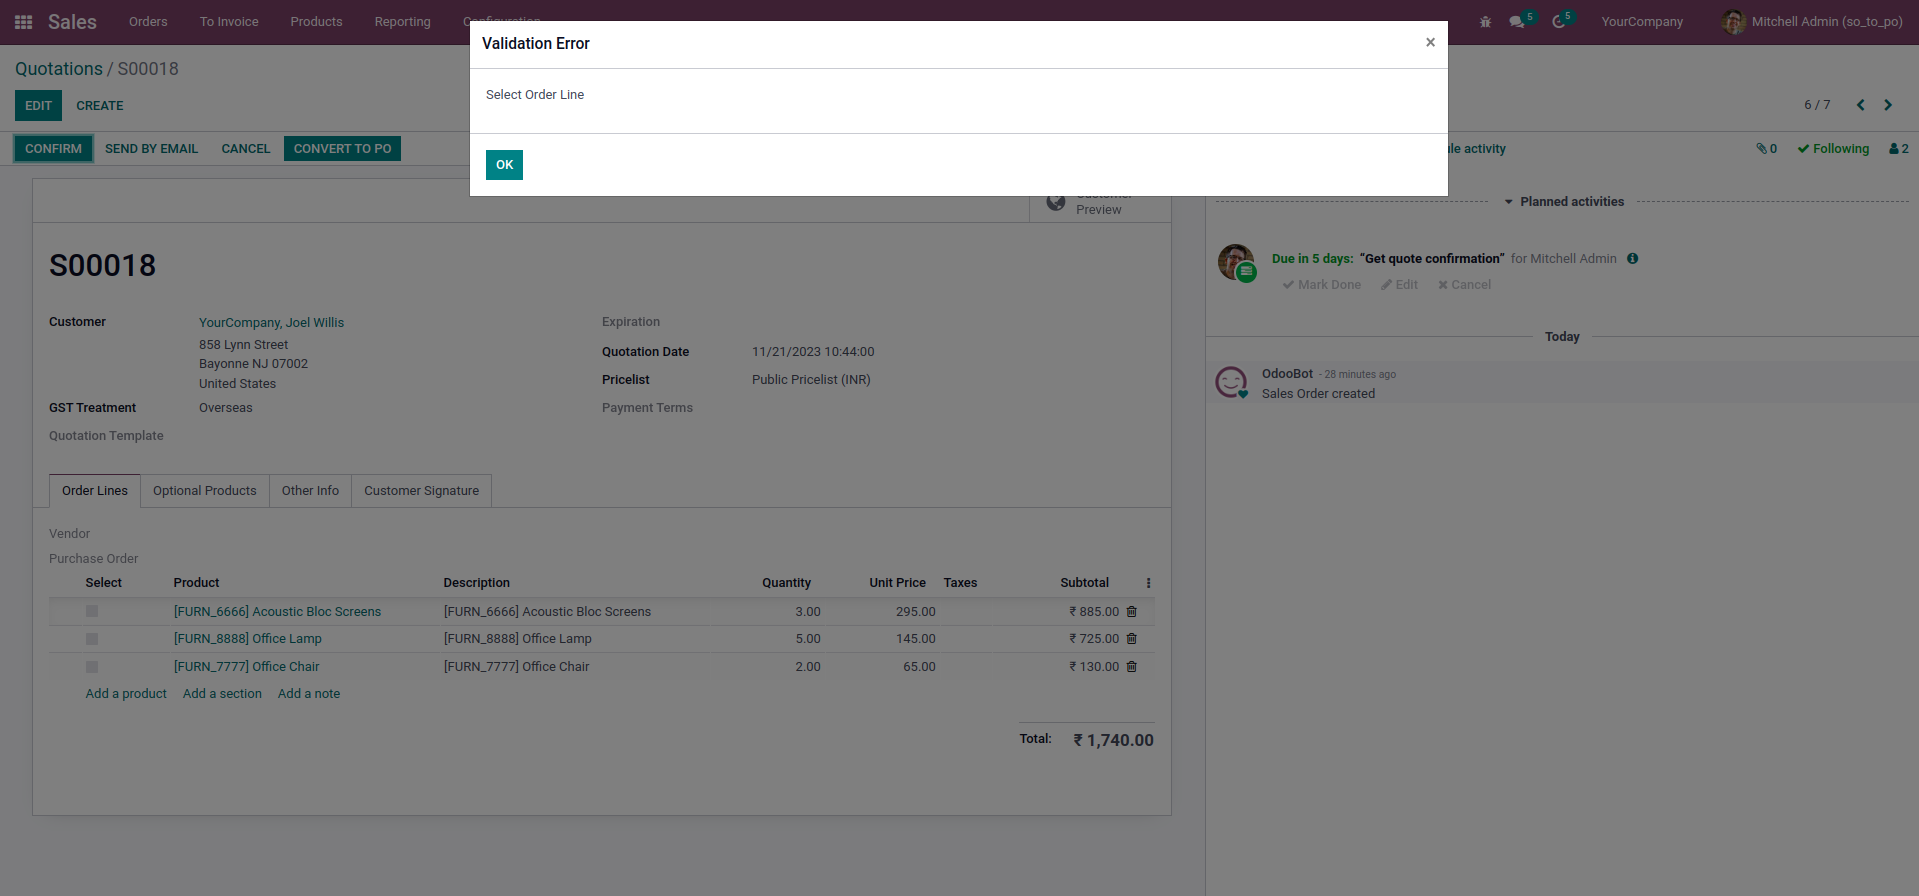 Sales Orders To Invoice Products Reporting 5 5 YourCompany Mitchell Admin (so_to_po)
Validation Error ×
Select Order Line
OK
Quotations / S00018
EDIT CREATE 6 / 7
CONFIRM SEND BY EMAIL CANCEL CONVERT TO PO le activity 0 Following 2
Preview
S00018
Customer YourCompany, Joel Willis
858 Lynn Street
Bayonne NJ 07002
United States
GST Treatment Overseas
Quotation Template
Expiration
Quotation Date 11/21/2023 10:44:00
Pricelist Public Pricelist (INR)
Payment Terms
Order Lines Optional Products Other Info Customer Signature
Vendor
Purchase Order
Select Product Description Quantity Unit Price Taxes Subtotal
[FURN_6666] Acoustic Bloc Screens [FURN_6666] Acoustic Bloc Screens 3.00 295.00 ₹ 885.00
[FURN_8888] Office Lamp [FURN_8888] Office Lamp 5.00 145.00 ₹ 725.00
[FURN_7777] Office Chair [FURN_7777] Office Chair 2.00 65.00 ₹ 130.00
Add a product Add a section Add a note
Total: ₹ 1,740.00
Planned activities
Due in 5 days: “Get quote confirmation” for Mitchell Admin
Mark Done Edit Cancel
Today
OdooBot - 28 minutes ago
Sales Order created